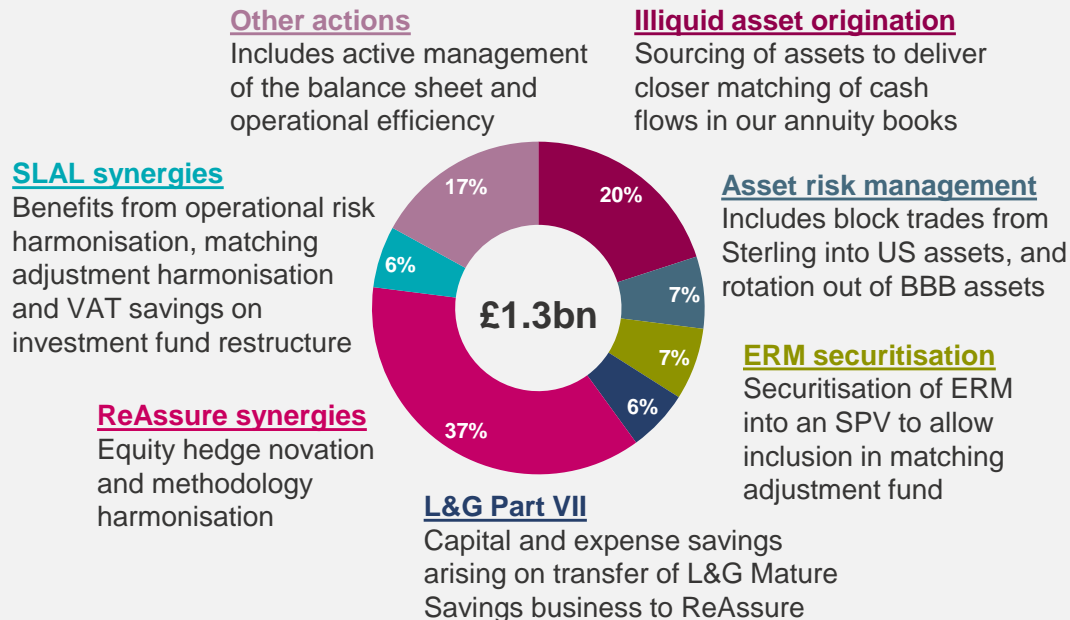 Other actions
Includes active management
of the balance sheet and
operational efficiency
Illiquid asset origination
Sourcing of assets to deliver
closer matching of cash
flows in our annuity books
SLAL synergies
Benefits from operational risk
harmonisation, matching
adjustment harmonisation
and VAT savings on
investment fund restructure
17%
20%
6%
7%
£1.3bn
7%
6%
37%
Asset risk management
Includes block trades from
Sterling into US assets, and
rotation out of BBB assets
ERM securitisation
Securitisation of ERM
into an SPV to allow
inclusion in matching
adjustment fund
ReAssure synergies
Equity hedge novation
and methodology
harmonisation
L&G Part VII
Capital and expense savings
arising on transfer of L&G Mature
Savings business to ReAssure